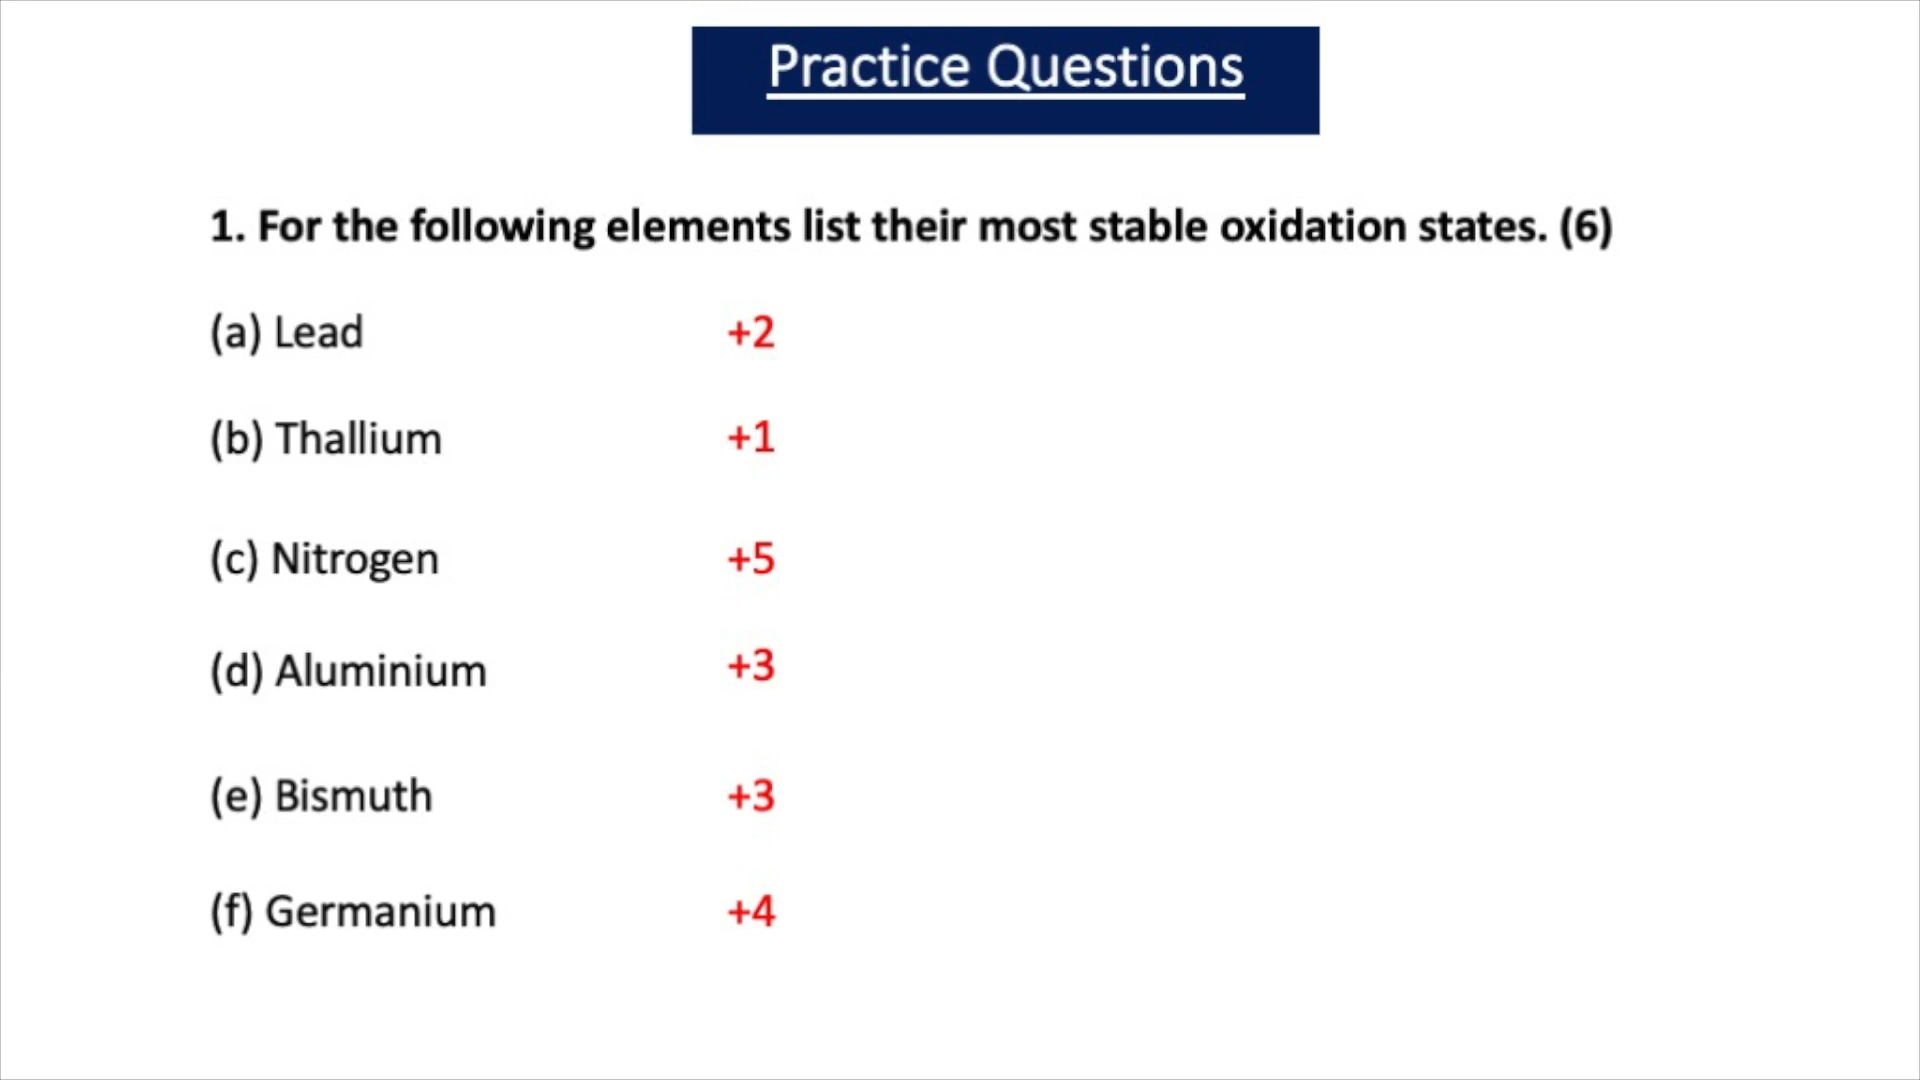 Practice Questions
1. For the following elements list their most stable oxidation states. (6)
(a) Lead +2
(b) Thallium +1
(c) Nitrogen +5
(d) Aluminium +3
(e) Bismuth +3
(f) Germanium +4